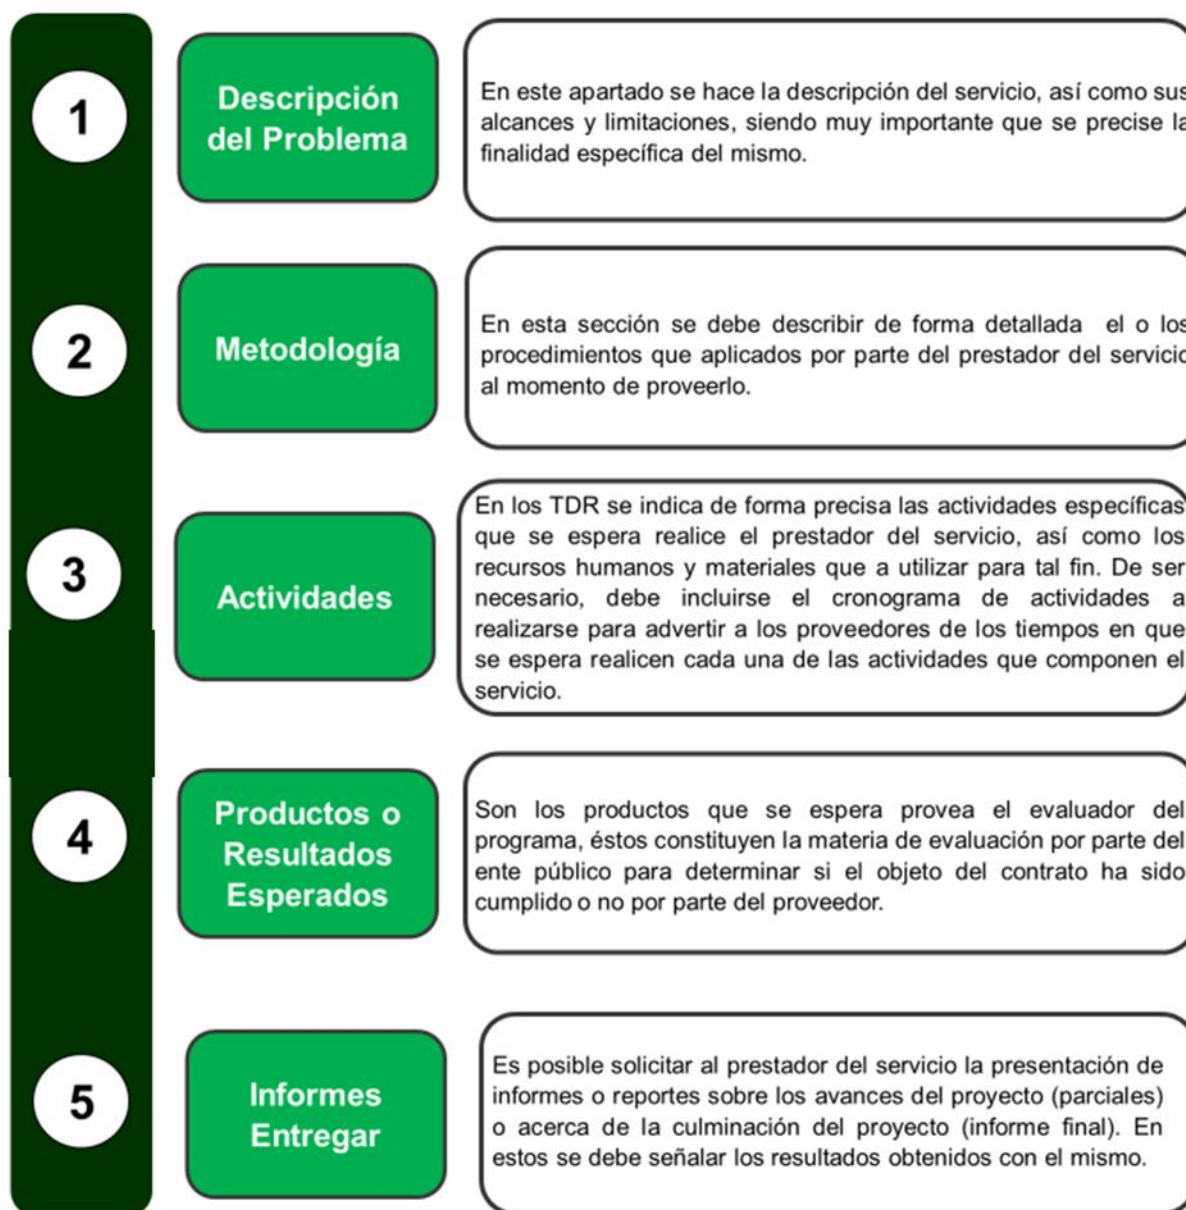 1
Descripción
del Problema
En este apartado se hace la descripción del servicio, así como sus
alcances y limitaciones, siendo muy importante que se precise la
finalidad específica del mismo.
2
Metodología
En esta sección se debe describir de forma detallada el o los
procedimientos que aplicados por parte del prestador del servicio
al momento de proveerlo.
3
Actividades
En los TDR se indica de forma precisa las actividades específicas
que se espera realice el prestador del servicio, así como los
recursos humanos y materiales que a utilizar para tal fin. De ser
necesario, debe incluirse el cronograma de actividades a
realizarse para advertir a los proveedores de los tiempos en que
se espera realicen cada una de las actividades que componen el
servicio.
4
Productos o
Resultados
Esperados
Son los productos que se espera provea el evaluador del
programa, éstos constituyen la materia de evaluación por parte del
ente público para determinar si el objeto del contrato ha sido
cumplido o no por parte del proveedor.
5
Informes
Entregar
Es posible solicitar al prestador del servicio la presentación de
informes o reportes sobre los avances del proyecto (parciales)
o acerca de la culminación del proyecto (informe final). En
estos se debe señalar los resultados obtenidos con el mismo.